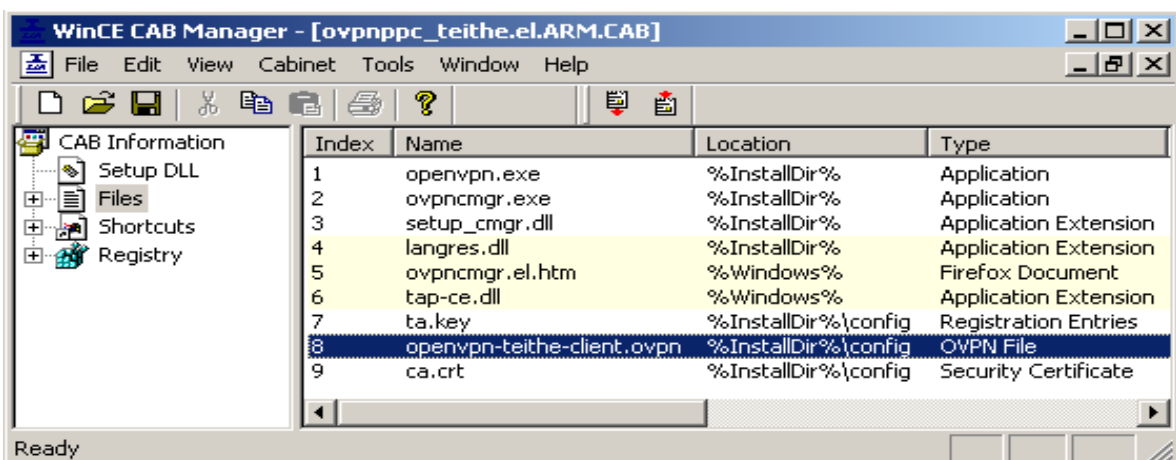 WinCE CAB Manager - [ovpnppc_teithe.el.ARM.CAB]
File Edit View Cabinet Tools Window Help
CAB Information
Setup DLL
Files
Shortcuts
Registry
Index Name Location Type
1 openvpn.exe %InstallDir% Application
2 ovpncmgr.exe %InstallDir% Application
3 setup_cmgr.dll %InstallDir% Application Extension
4 langres.dll %InstallDir% Application Extension
5 ovpncmgr.el.htm %Windows% Firefox Document
6 tap-ce.dll %Windows% Application Extension
7 ta.key %InstallDir%\config Registration Entries
8 openvpn-teithe-client.ovpn %InstallDir%\config OVPN File
9 ca.crt %InstallDir%\config Security Certificate
Ready